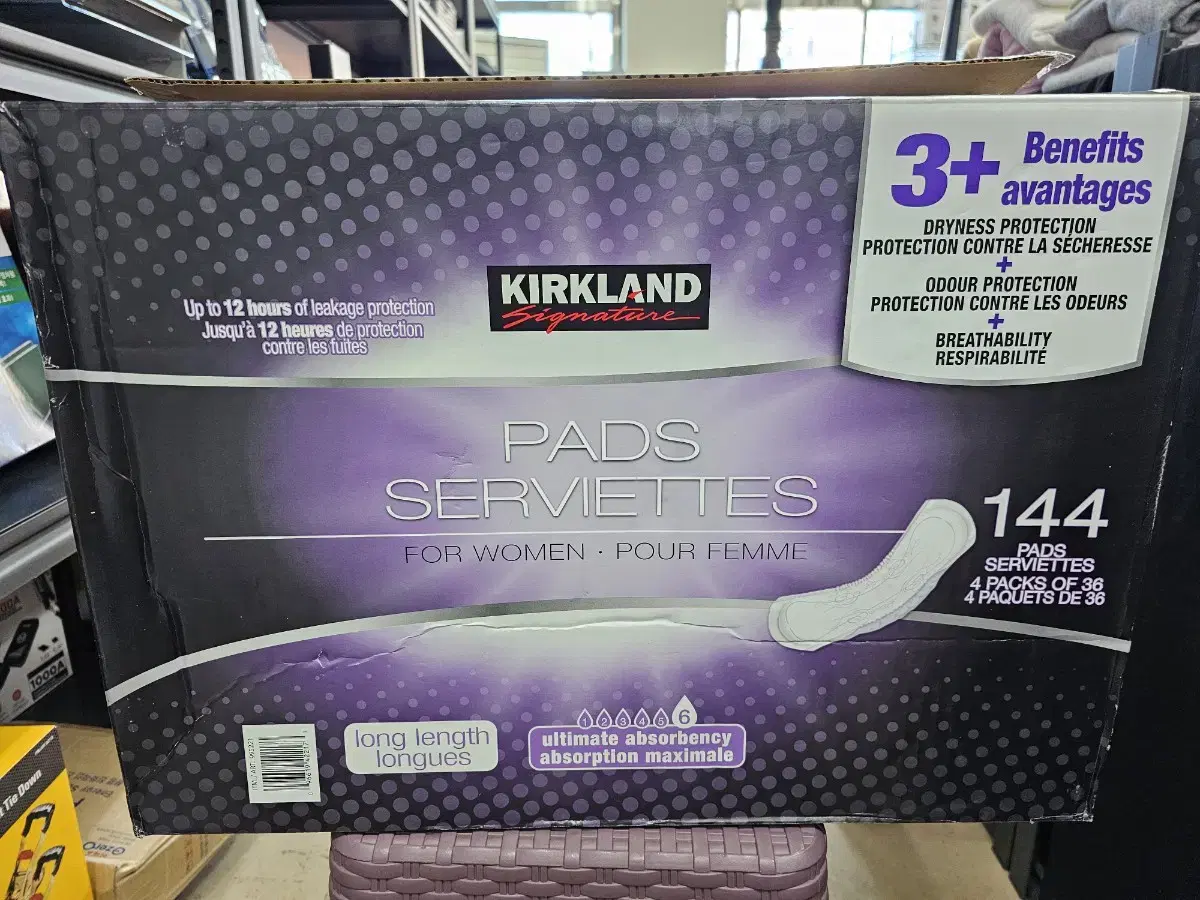 3+ Benefits
avantages
DRYNESS PROTECTION
PROTECTION CONTRE LA SÉCHERESSE
+
ODOUR PROTECTION
PROTECTION CONTRE LES ODEURS
+
BREATHABILITY
RESPIRABILITÉ
KIRKLAND
Signature
Up to 12 hours of leakage protection
Jusqu'à 12 heures de protection
contre les fuites
PADS
SERVIETTES
FOR WOMEN · POUR FEMME
144
PADS
SERVIETTES
4 PACKS OF 36
4 PAQUETS DE 36
long length
longues
1 2 3 4 5 6
ultimate absorbency
absorption maximale
1000A
Tie Down